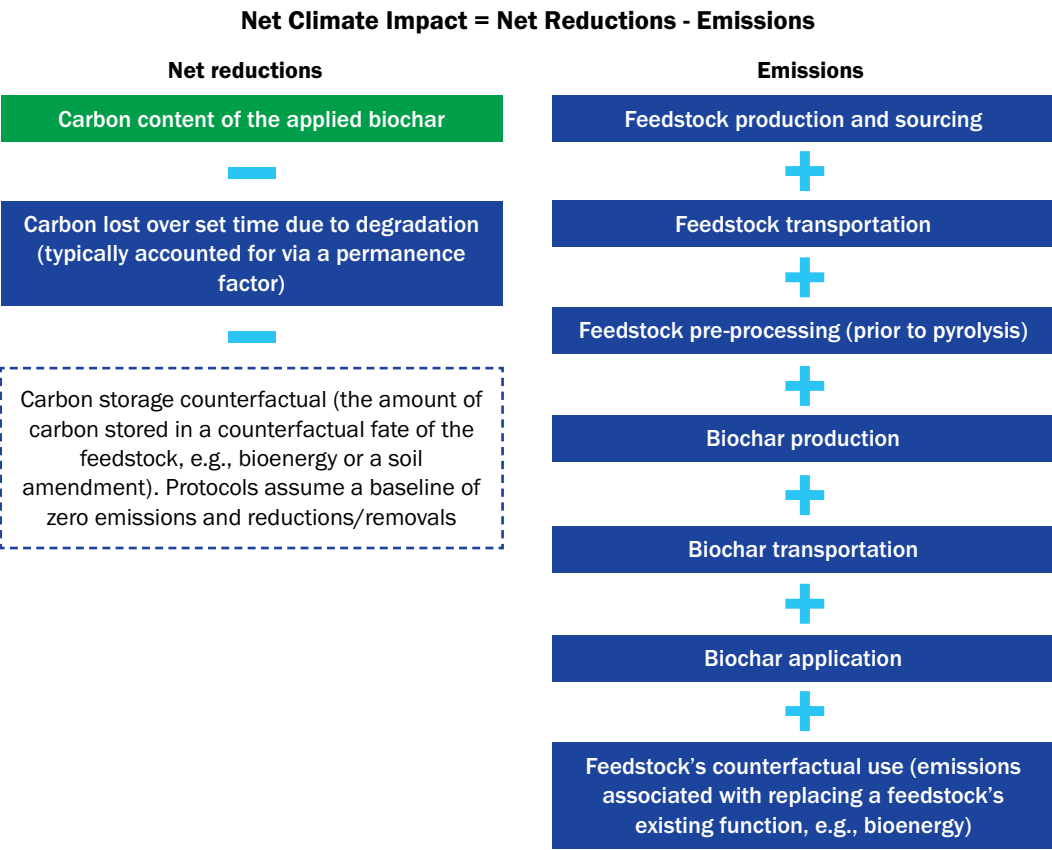 Net Climate Impact = Net Reductions - Emissions
Net reductions
Carbon content of the applied biochar
Carbon lost over set time due to degradation
(typically accounted for via a permanence
factor)
Carbon storage counterfactual (the amount of
carbon stored in a counterfactual fate of the
feedstock, e.g., bioenergy or a soil
amendment). Protocols assume a baseline of
zero emissions and reductions/removals
Emissions
Feedstock production and sourcing
Feedstock transportation
Feedstock pre-processing (prior to pyrolysis)
Biochar production
Biochar transportation
Biochar application
Feedstock’s counterfactual use (emissions
associated with replacing a feedstock’s
existing function, e.g., bioenergy)